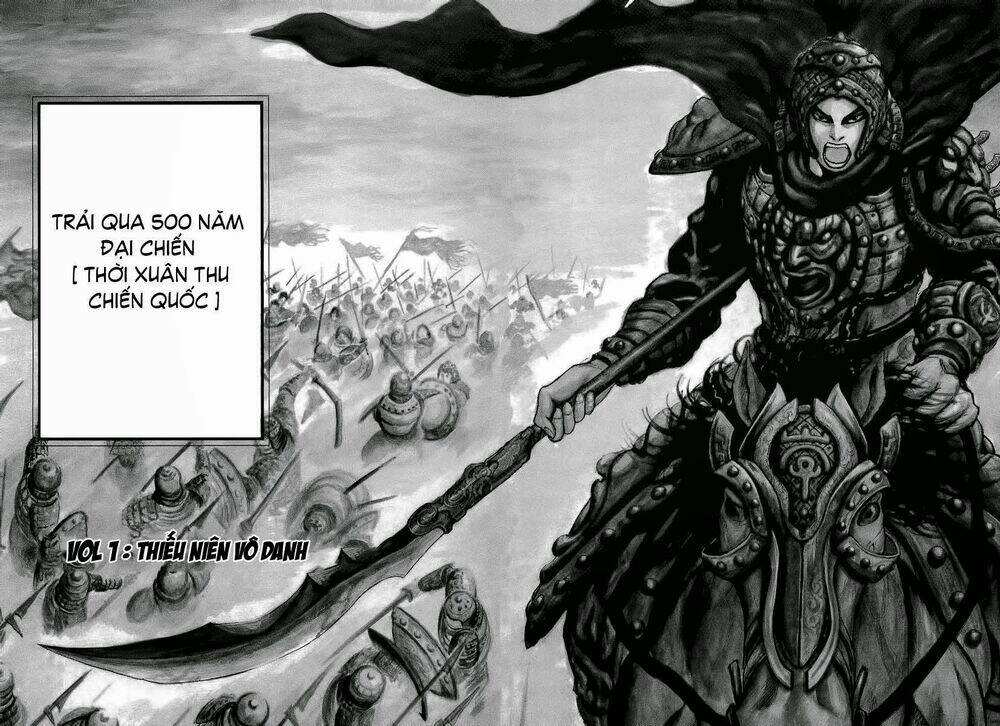 TRẢI QUA 500 NĂM
ĐẠI CHIẾN
[ THỜI XUÂN THU
CHIẾN QUỐC ]
VOL 1 : THIẾU NIÊN VÔ DANH